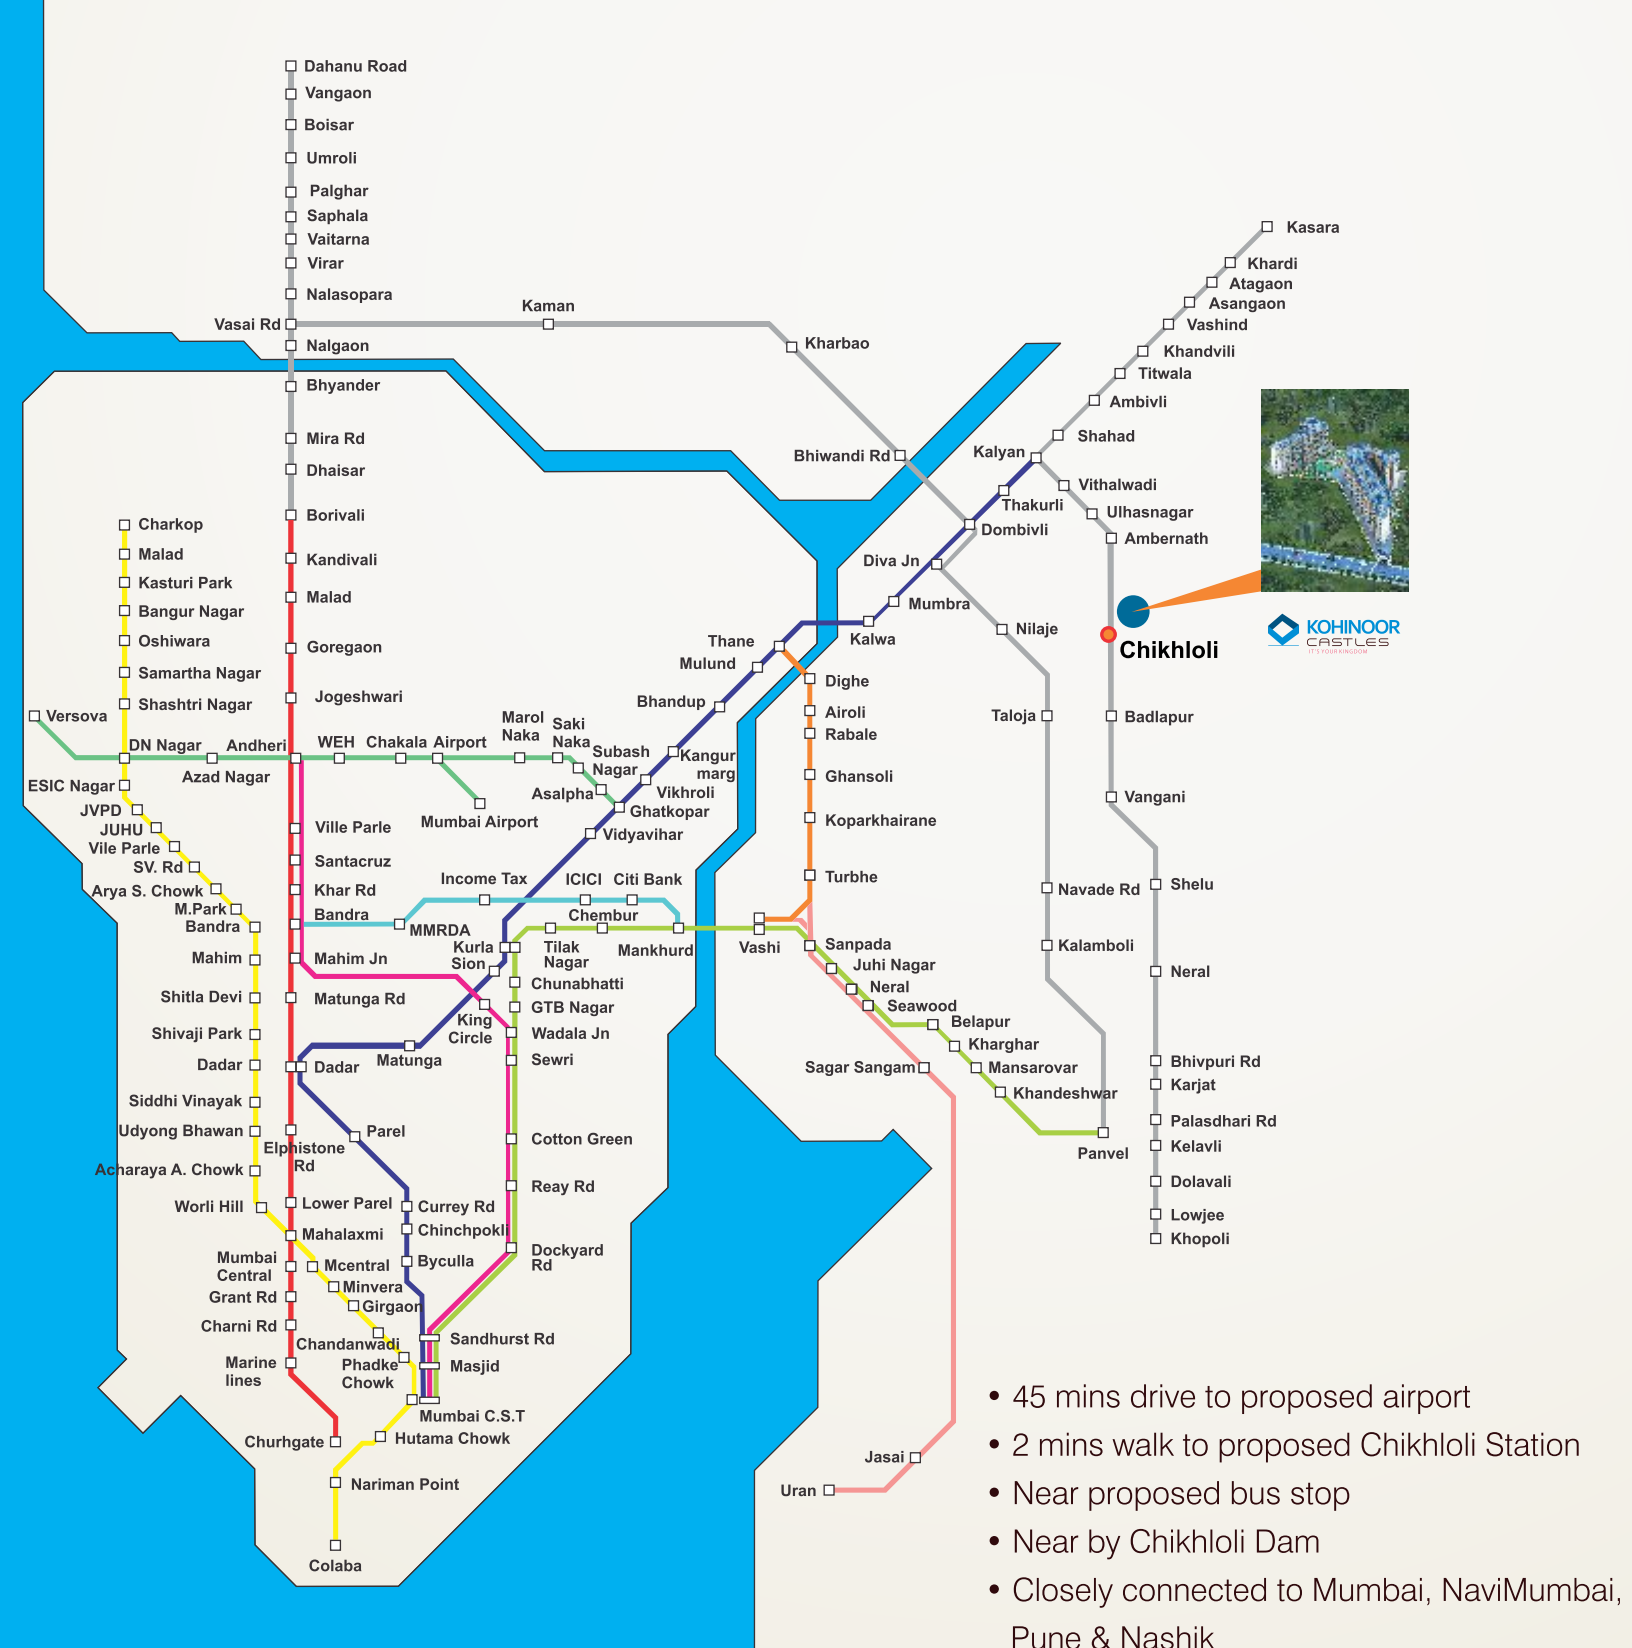 Dahanu Road
Vangaon
Boisar
Umroli
Palghar
Saphala
Vaitarna
Virar
Nalasopara
Vasai Rd
Nalgaon
Bhyander
Mira Rd
Dhaisar
Borivali
Kandivali
Malad
Goregaon
Jogeshwari
Kaman
Kharbao
Bhiwandi Rd
Kasara
Khardi
Atagaon
Asangaon
Vashind
Khandvili
Titwala
Ambivli
Shahad
Kalyan
Vithalwadi
Thakurli
Ulhasnagar
Dombivli
Ambernath
Diva Jn
Mumbra
Kalwa
Nilaje
Chikhloli
KOHINOOR
CASTLES
IT'S YOUR KINGDOM
Thane
Mulund
Bhandup
Kangur
marg
Vikhroli
Ghatkopar
Vidyavihar
Dighe
Airoli
Rabale
Ghansoli
Koparkhairane
Turbhe
Taloja
Badlapur
Vangani
Navade Rd
Shelu
Kalamboli
Neral
Charkop
Malad
Kasturi Park
Bangur Nagar
Oshiwara
Samartha Nagar
Shashtri Nagar
Versova
DN Nagar
Azad Nagar
Andheri
WEH
Chakala
Airport
Marol
Naka
Saki
Naka
Subash
Nagar
Asalpha
Mumbai Airport
ESIC Nagar
JVPD
JUHU
Vile Parle
SV. Rd
Arya S. Chowk
M.Park
Bandra
Mahim
Shitla Devi
Shivaji Park
Dadar
Siddhi Vinayak
Udyong Bhawan
Acharaya A. Chowk
Worli Hill
Ville Parle
Santacruz
Khar Rd
Bandra
MMRDA
Income Tax
ICICI
Citi Bank
Chembur
Mahim Jn
Matunga Rd
Kurla
Sion
Tilak
Nagar
Mankhurd
Vashi
Sanpada
Chunabhatti
GTB Nagar
King
Circle
Wadala Jn
Matunga
Sewri
Dadar
Juhi Nagar
Neral
Seawood
Belapur
Kharghar
Mansarovar
Khandeshwar
Sagar Sangam
Panvel
Bhivpuri Rd
Karjat
Palasdhari Rd
Kelavli
Dolavali
Lowjee
Khopoli
Parel
Elphistone
Rd
Cotton Green
Reay Rd
Dockyard
Rd
Lower Parel
Currey Rd
Chinchpokli
Mahalaxmi
Byculla
Mumbai
Central
Mcentral
Minvera
Grant Rd
Girgaon
Charni Rd
Chandanwadi
Sandhurst Rd
Marine
lines
Phadke
Chowk
Masjid
Mumbai C.S.T
Churhgate
Hutama Chowk
Nariman Point
Colaba
Jasai
Uran
• 45 mins drive to proposed airport
• 2 mins walk to proposed Chikhloli Station
• Near proposed bus stop
• Near by Chikhloli Dam
• Closely connected to Mumbai, NaviMumbai,
Pune & Nashik